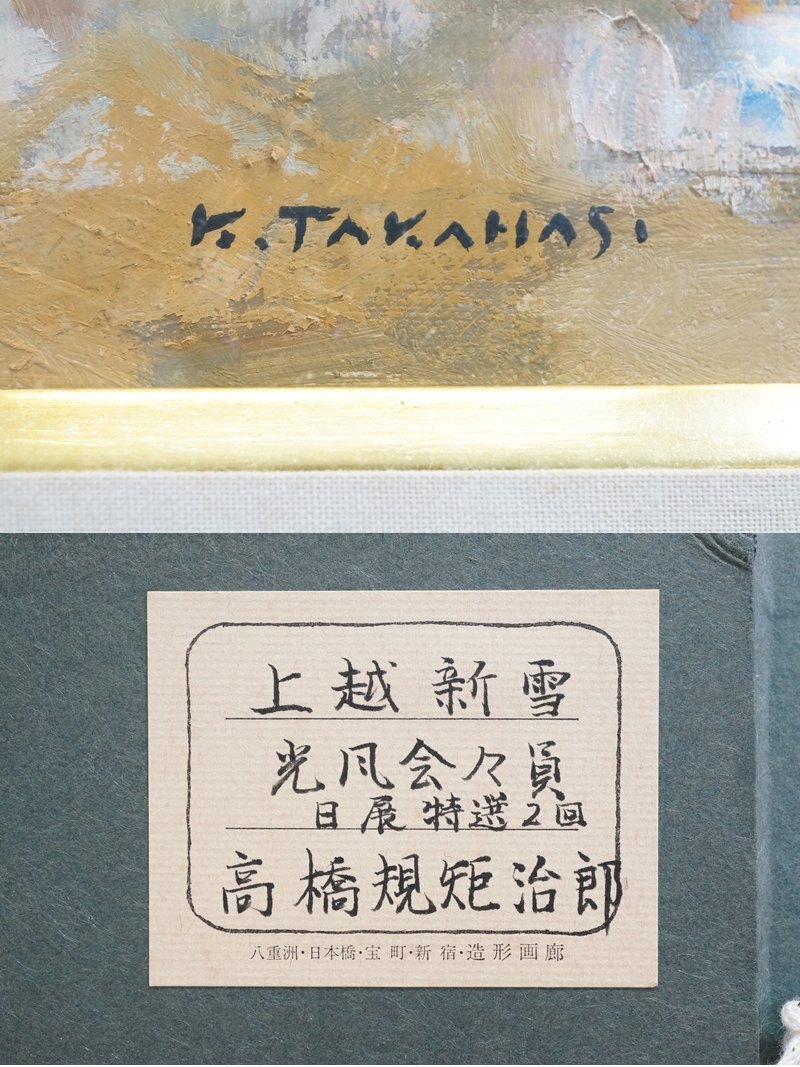 K. TAKAHASI
上越新雪
光風会々員
日展特選2回
高橋規矩治郎
八重洲・日本橋・宝町・新宿・造形画廊